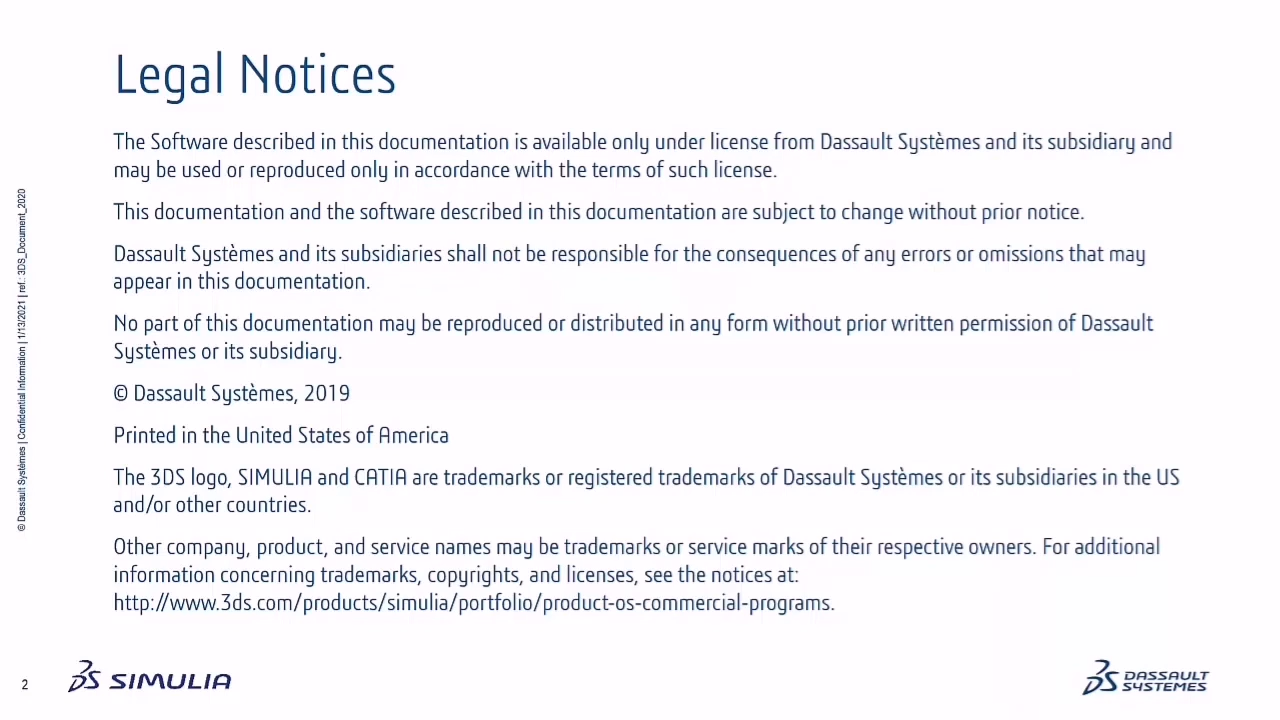 Legal Notices
The Software described in this documentation is available only under license from Dassault Systèmes and its subsidiary and
may be used or reproduced only in accordance with the terms of such license.
This documentation and the software described in this documentation are subject to change without prior notice.
Dassault Systèmes and its subsidiaries shall not be responsible for the consequences of any errors or omissions that may
appear in this documentation.
No part of this documentation may be reproduced or distributed in any form without prior written permission of Dassault
Systèmes or its subsidiary.
© Dassault Systèmes, 2019
Printed in the United States of America
The 3DS logo, SIMULIA and CATIA are trademarks or registered trademarks of Dassault Systèmes or its subsidiaries in the US
and/or other countries.
Other company, product, and service names may be trademarks or service marks of their respective owners. For additional
information concerning trademarks, copyrights, and licenses, see the notices at:
http://www.3ds.com/products/simulia/portfolio/product-os-commercial-programs.
© Dassault Systèmes | Confidential Information | 1/13/2021 | ref.: 3DS_Document_2020
2
3DS SIMULIA
3DS DASSAULT
SYSTEMES